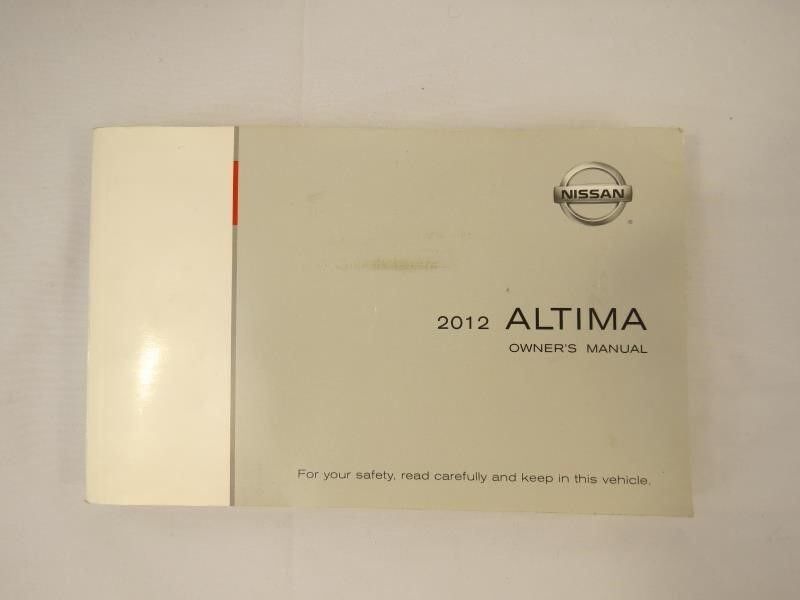 NISSAN
®
2012 ALTIMA
OWNER'S MANUAL
For your safety, read carefully and keep in this vehicle.